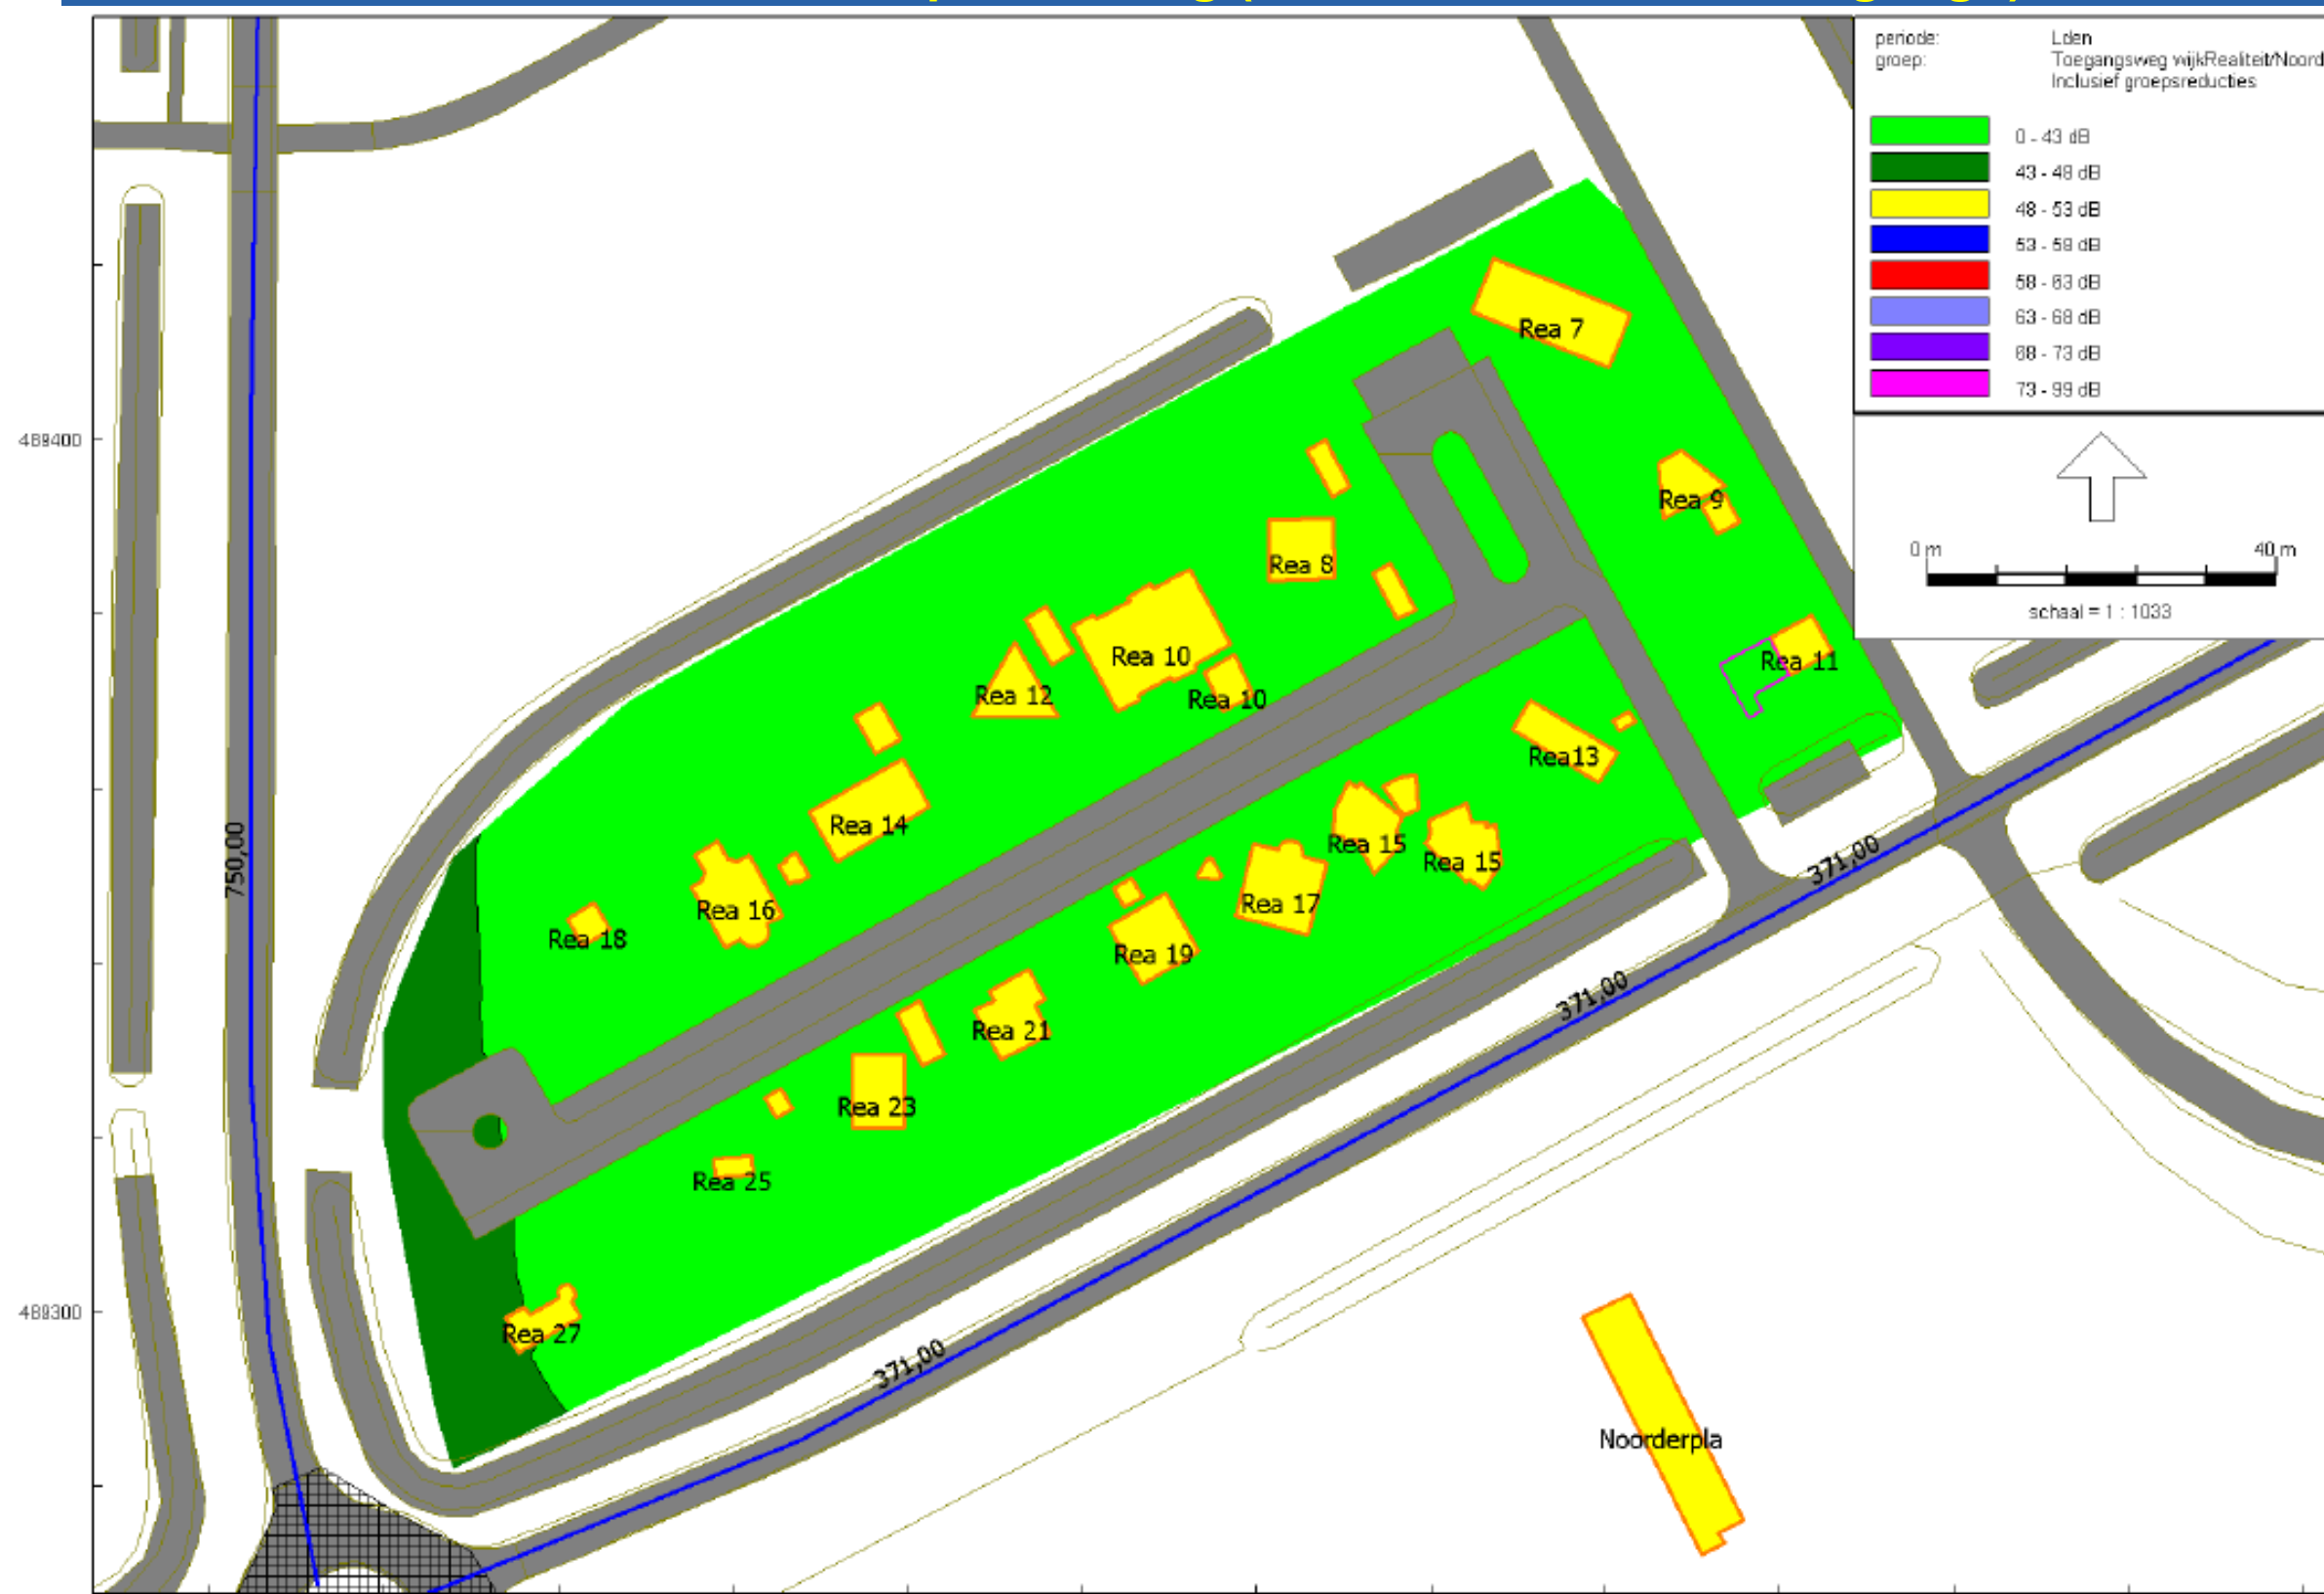 periode: Lden
groep: Toegangsweg wijkRealiteit/Noord
Inclusief groepsreducties
0 - 43 dB
43 - 48 dB
48 - 53 dB
53 - 58 dB
58 - 63 dB
63 - 68 dB
68 - 73 dB
73 - 99 dB
0 m 40 m
schaal = 1 : 1033
489400
489300
750,00
371,00
371,00
371,00
Rea 7
Rea 9
Rea 8
Rea 10
Rea 11
Rea 12
Rea 10
Rea13
Rea 14
Rea 15
Rea 15
Rea 16
Rea 17
Rea 18
Rea 19
Rea 21
Rea 23
Rea 25
Rea 27
Noorderpla